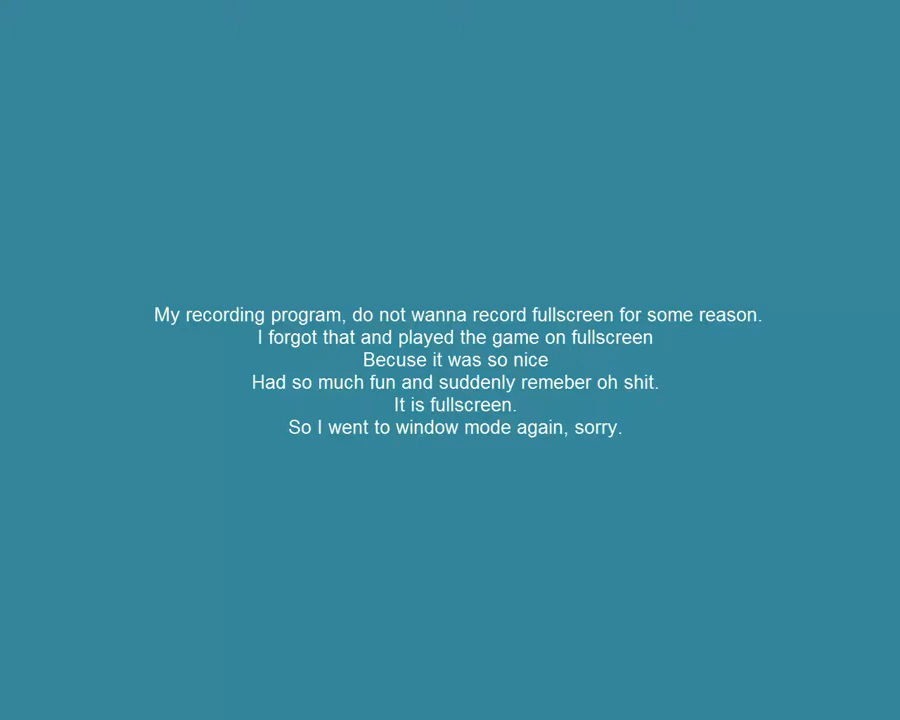 My recording program, do not wanna record fullscreen for some reason.
I forgot that and played the game on fullscreen
Becuse it was so nice
Had so much fun and suddenly remeber oh shit.
It is fullscreen.
So I went to window mode again, sorry.